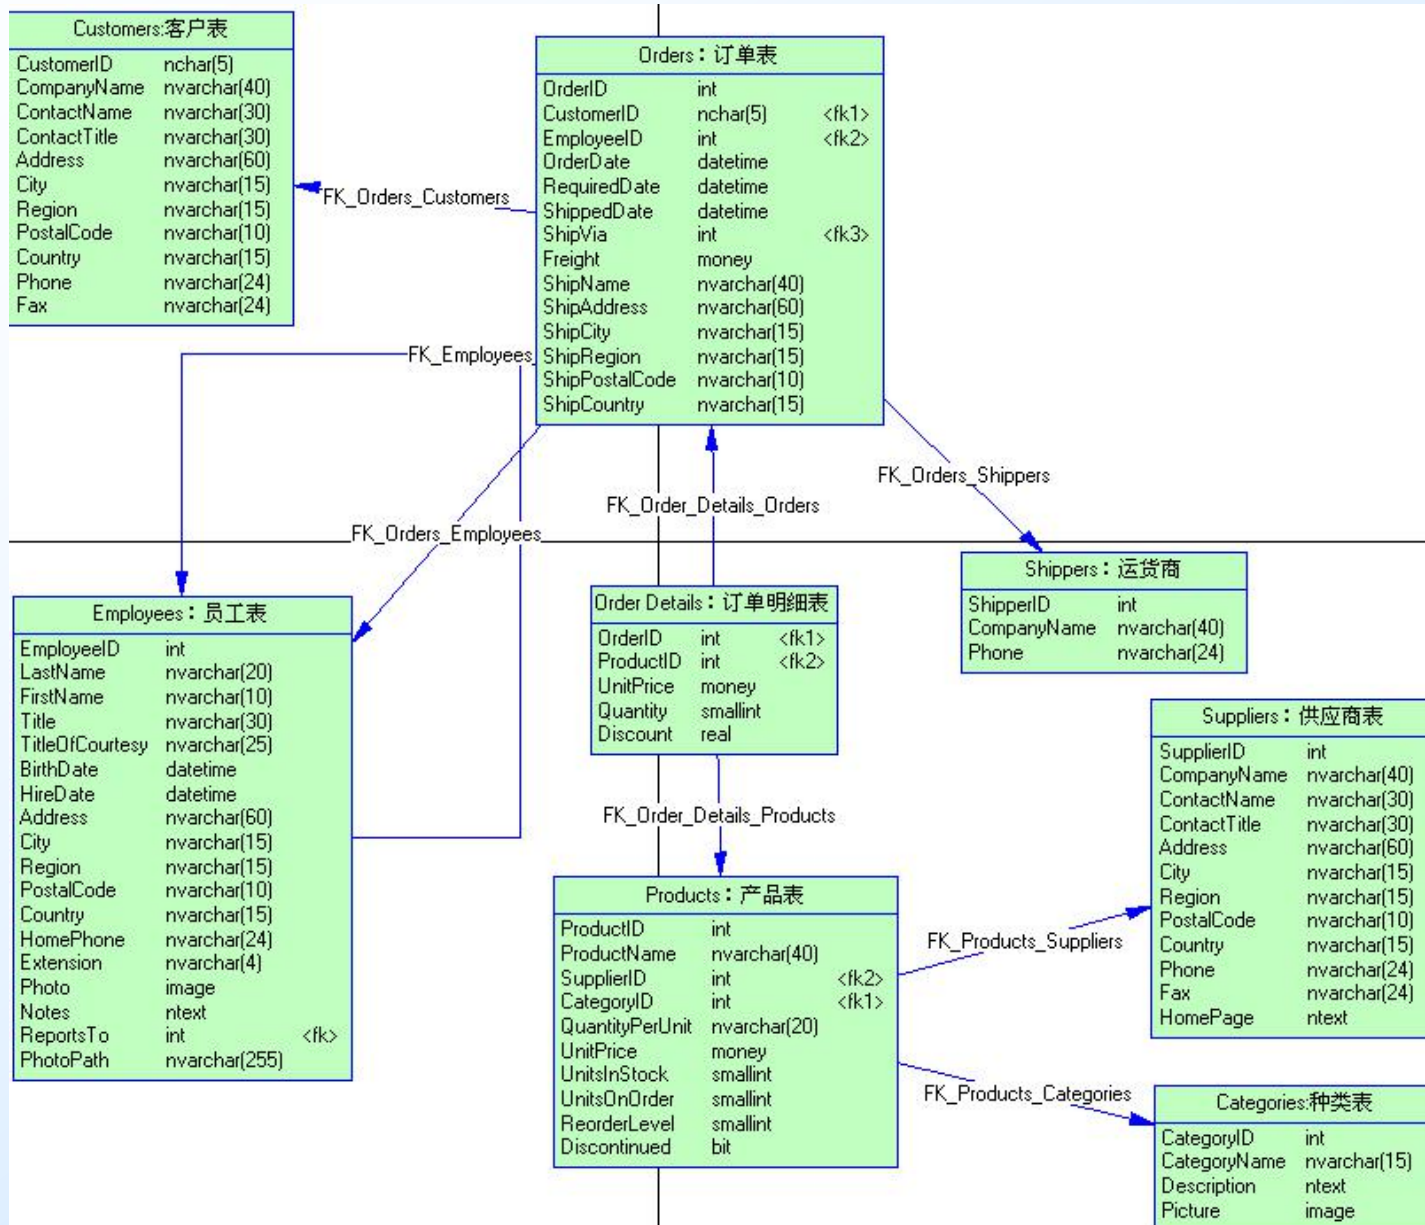 Customers:客户表
CustomerID nchar(5)
CompanyName nvarchar(40)
ContactName nvarchar(30)
ContactTitle nvarchar(30)
Address nvarchar(60)
City nvarchar(15)
Region nvarchar(15)
PostalCode nvarchar(10)
Country nvarchar(15)
Phone nvarchar(24)
Fax nvarchar(24)
FK_Orders_Customers
Orders：订单表
OrderID int
CustomerID nchar(5) <fk1>
EmployeeID int <fk2>
OrderDate datetime
RequiredDate datetime
ShippedDate datetime
ShipVia int <fk3>
Freight money
ShipName nvarchar(40)
ShipAddress nvarchar(60)
ShipCity nvarchar(15)
ShipRegion nvarchar(15)
ShipPostalCode nvarchar(10)
ShipCountry nvarchar(15)
FK_Employees_
FK_Orders_Shippers
FK_Order_Details_Orders
FK_Orders_Employees
Shippers：运货商
ShipperID int
CompanyName nvarchar(40)
Phone nvarchar(24)
Employees：员工表
EmployeeID int
LastName nvarchar(20)
FirstName nvarchar(10)
Title nvarchar(30)
TitleOfCourtesy nvarchar(25)
BirthDate datetime
HireDate datetime
Address nvarchar(60)
City nvarchar(15)
Region nvarchar(15)
PostalCode nvarchar(10)
Country nvarchar(15)
HomePhone nvarchar(24)
Extension nvarchar(4)
Photo image
Notes ntext
ReportsTo int <fk>
PhotoPath nvarchar(255)
Order Details：订单明细表
OrderID int <fk1>
ProductID int <fk2>
UnitPrice money
Quantity smallint
Discount real
FK_Order_Details_Products
Suppliers：供应商表
SupplierID int
CompanyName nvarchar(40)
ContactName nvarchar(30)
ContactTitle nvarchar(30)
Address nvarchar(60)
City nvarchar(15)
Region nvarchar(15)
PostalCode nvarchar(10)
Country nvarchar(15)
Phone nvarchar(24)
Fax nvarchar(24)
HomePage ntext
Products：产品表
ProductID int
ProductName nvarchar(40)
SupplierID int <fk2>
CategoryID int <fk1>
QuantityPerUnit nvarchar(20)
UnitPrice money
UnitsInStock smallint
UnitsOnOrder smallint
ReorderLevel smallint
Discontinued bit
FK_Products_Suppliers
FK_Products_Categories
Categories:种类表
CategoryID int
CategoryName nvarchar(15)
Description ntext
Picture image